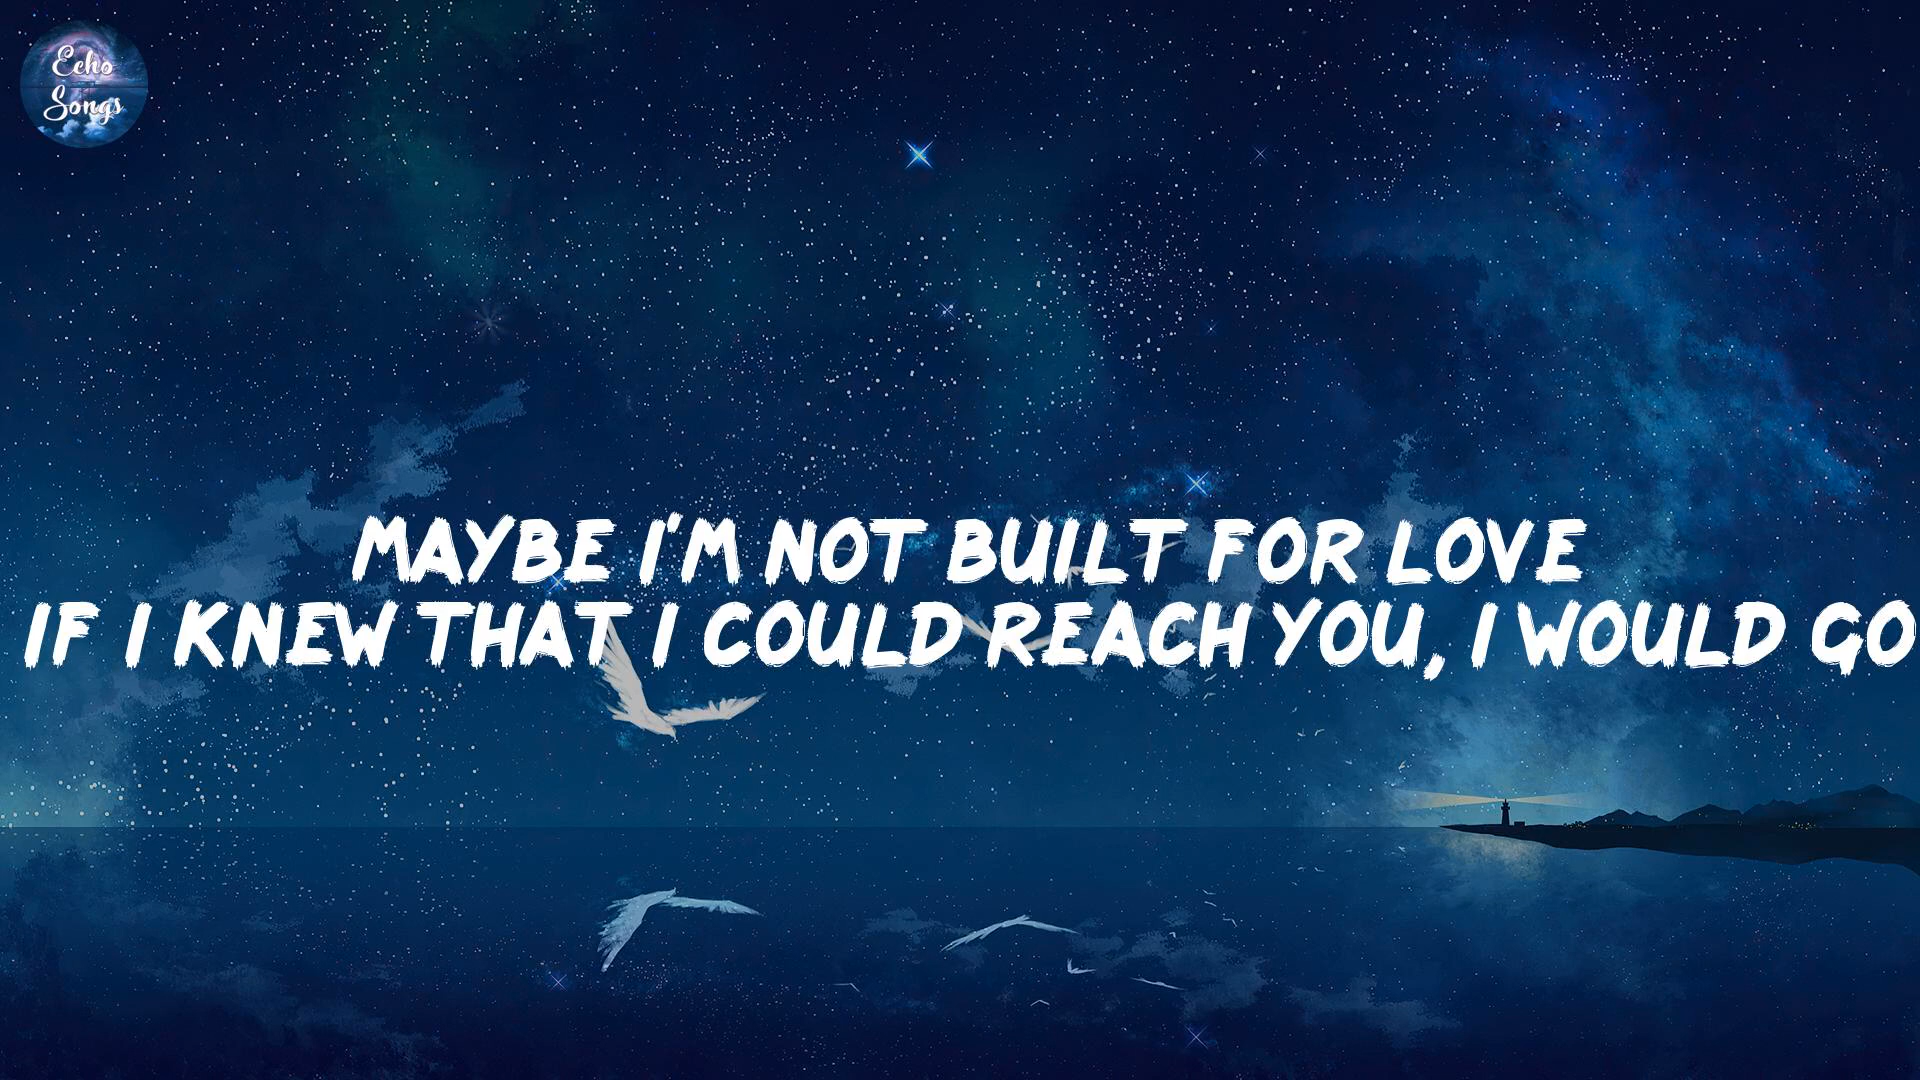 Echo
Songs
MAYBE I'M NOT BUILT FOR LOVE
IF I KNEW THAT I COULD REACH YOU, I WOULD GO